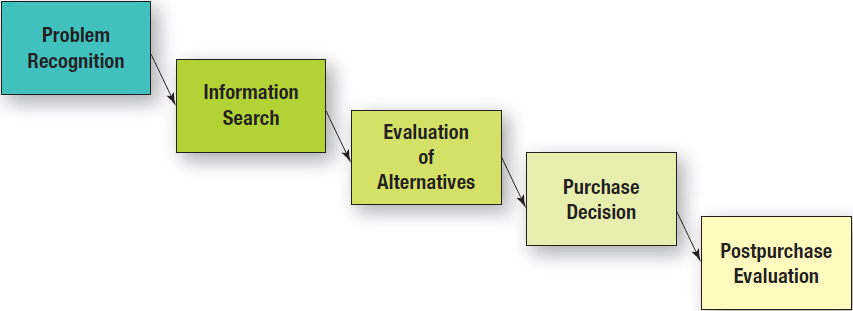 Problem
Recognition
Information
Search
Evaluation
of
Alternatives
Purchase
Decision
Postpurchase
Evaluation